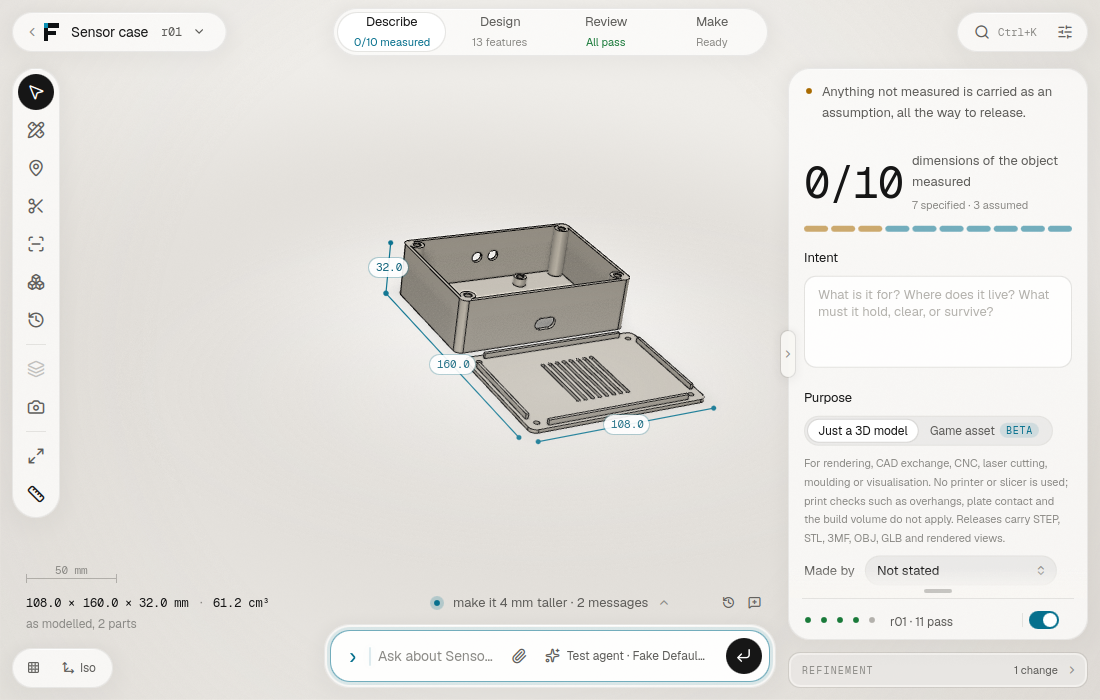 Sensor case r01
Describe
0/10 measured
Design
13 features
Review
All pass
Make
Ready
Ctrl+K
Anything not measured is carried as an
assumption, all the way to release.
0/10
dimensions of the object
measured
7 specified · 3 assumed
Intent
What is it for? Where does it live? What
must it hold, clear, or survive?
Purpose
Just a 3D model
Game asset BETA
For rendering, CAD exchange, CNC, laser cutting,
moulding or visualisation. No printer or slicer is used;
print checks such as overhangs, plate contact and
the build volume do not apply. Releases carry STEP,
STL, 3MF, OBJ, GLB and rendered views.
Made by Not stated
r01 · 11 pass
REFINEMENT 1 change
32.0
160.0
108.0
50 mm
108.0 × 160.0 × 32.0 mm · 61.2 cm³
as modelled, 2 parts
Iso
make it 4 mm taller · 2 messages
Ask about Senso…
Test agent · Fake Defaul…